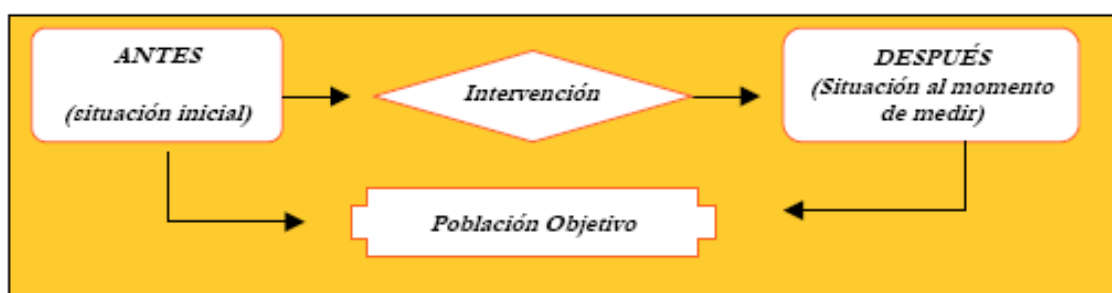 ANTES
(situación inicial)
Intervención
DESPUÉS
(Situación al momento
de medir)
Población Objetivo